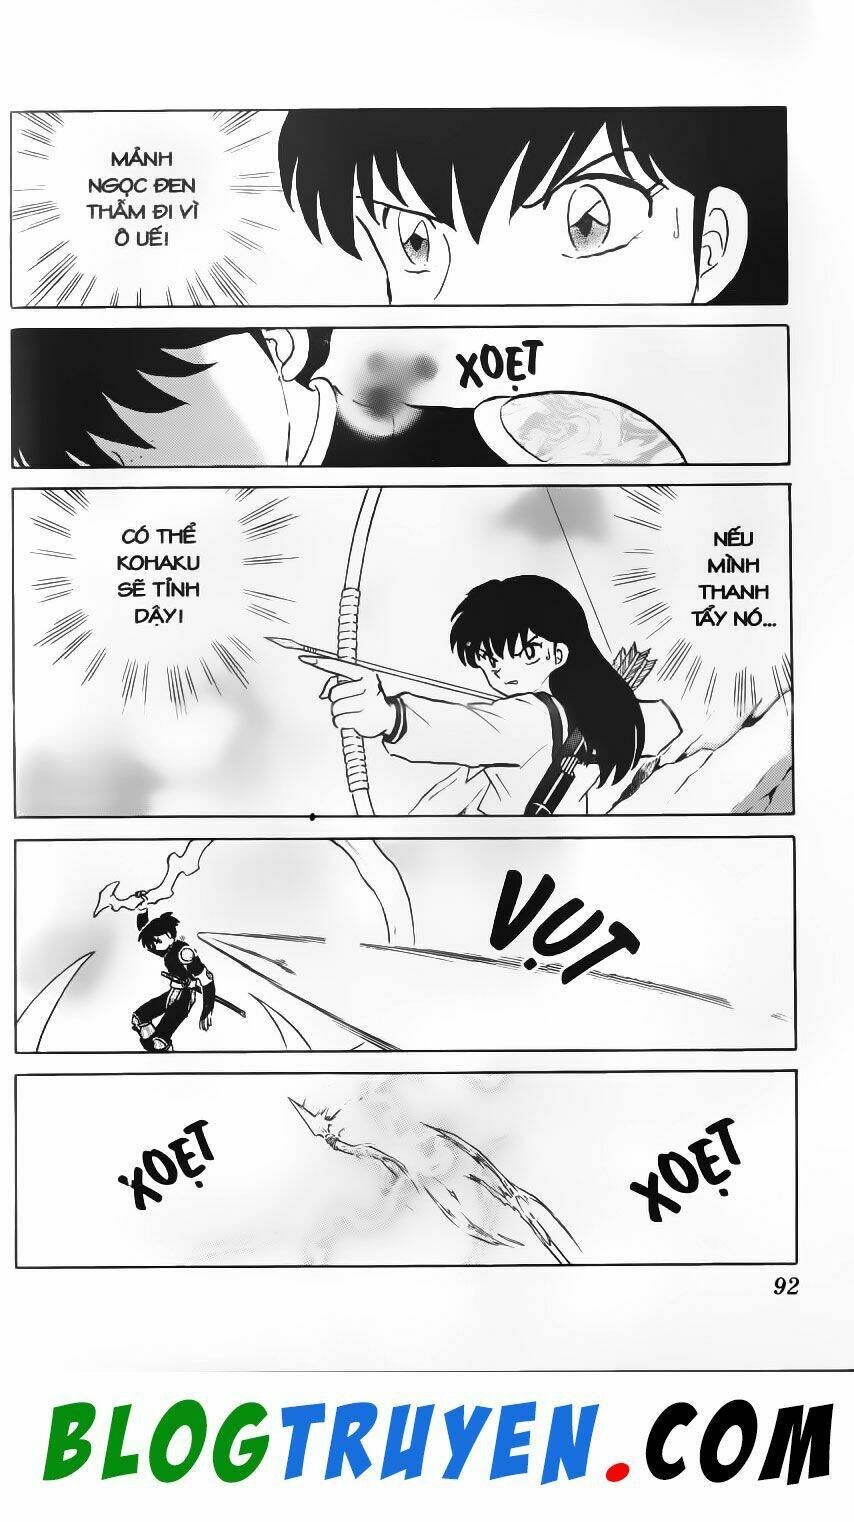 MẢNH
NGỌC ĐEN
THẪM ĐI VÌ
Ô UẾ!
XOẸT
NẾU
MÌNH
THANH
TẨY NÓ...
CÓ THỂ
KOHAKU
SẼ TỈNH
DẬY!
VỤT
XOẸT
XOẸT
92
BLOGTRUYEN.COM